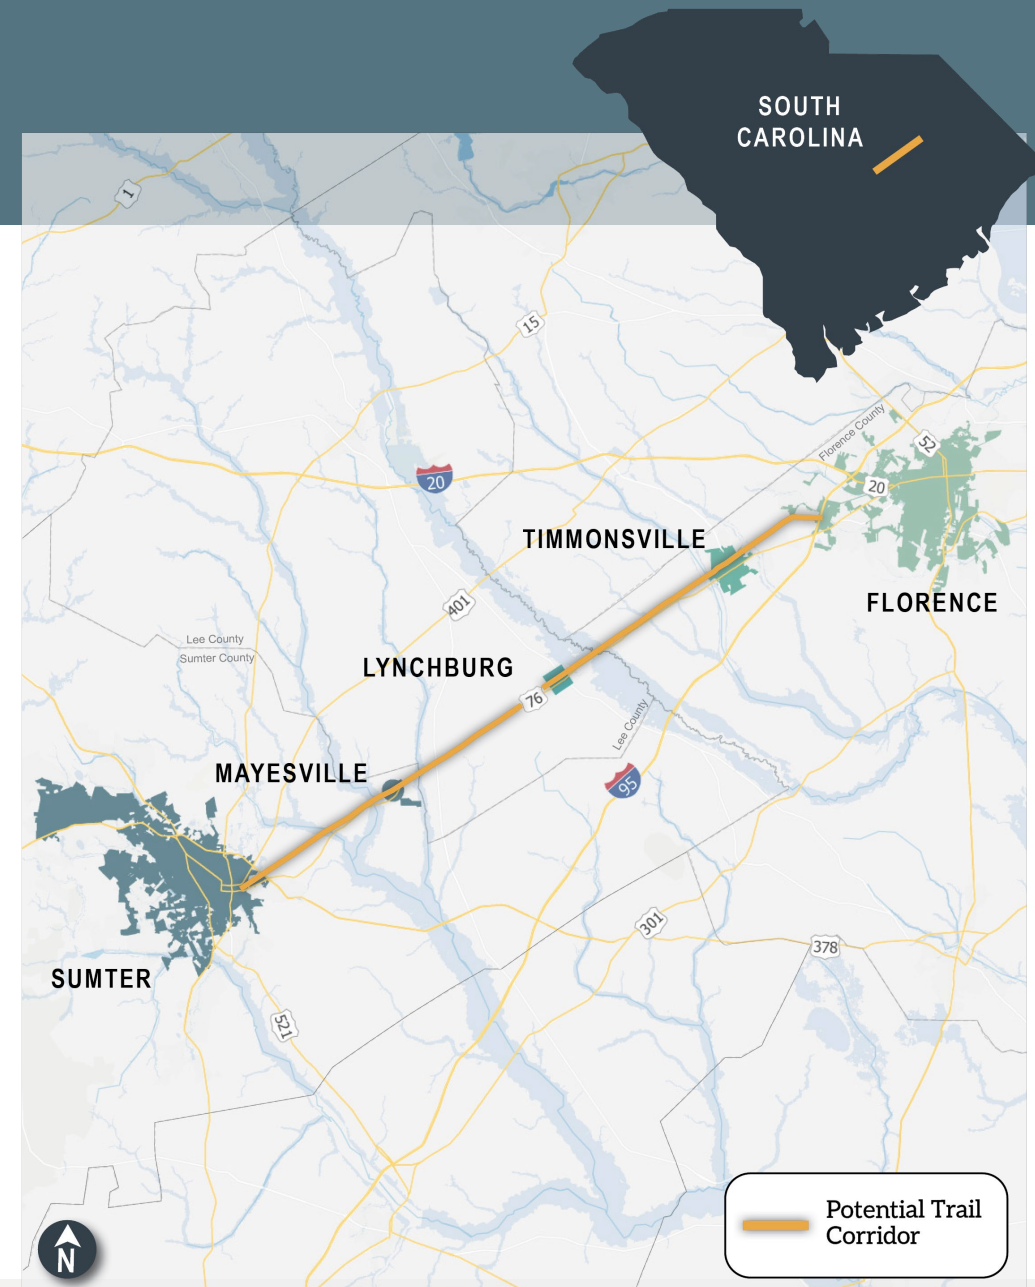 SOUTH
CAROLINA
1
15
Florence County
52
20
20
TIMMONSVILLE
FLORENCE
401
Lee County
Sumter County
LYNCHBURG
76
Lee County
MAYESVILLE
95
301
378
SUMTER
521
Potential Trail
Corridor
N